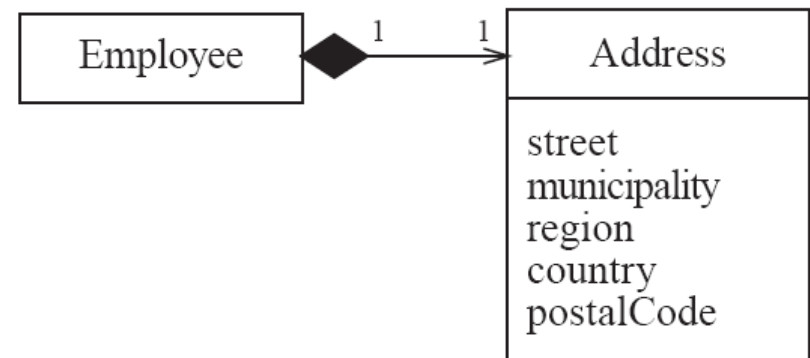 Employee
1
1
Address
street
municipality
region
country
postalCode